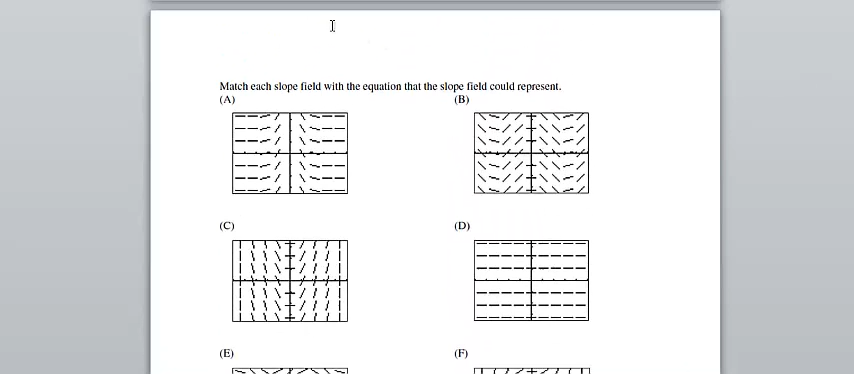 Match each slope field with the equation that the slope field could represent.
(A) (B)
(C) (D)
(E) (F)